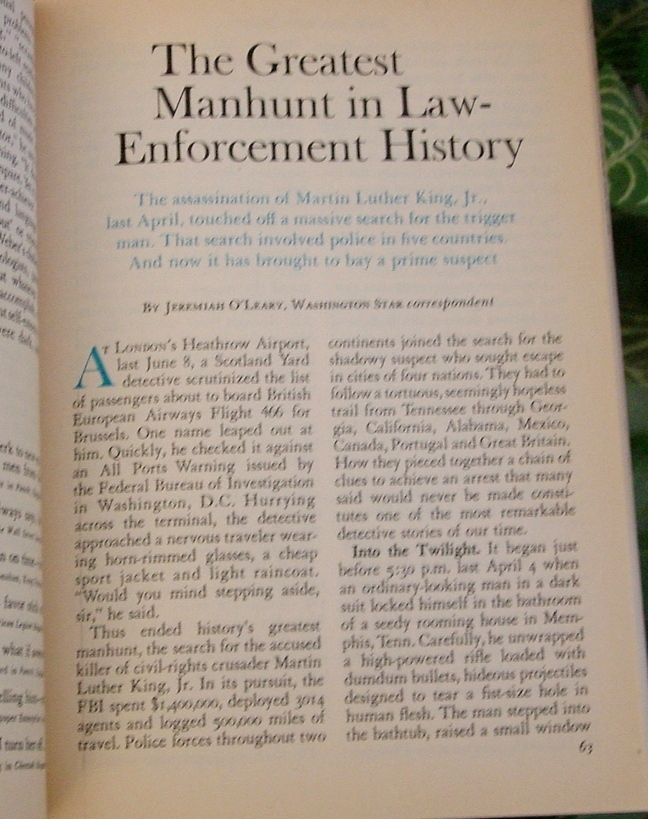 The Greatest
Manhunt in Law-
Enforcement History
The assassination of Martin Luther King, Jr.,
last April, touched off a massive search for the trigger
man. That search involved police in five countries.
And now it has brought to bay a prime suspect
By Jeremiah O'Leary, Washington Star correspondent
At London's Heathrow Airport,
last June 8, a Scotland Yard
detective scrutinized the list
of passengers about to board British
European Airways Flight 466 for
Brussels. One name leaped out at
him. Quickly, he checked it against
an All Ports Warning issued by
the Federal Bureau of Investigation
in Washington, D.C. Hurrying
across the terminal, the detective
approached a nervous traveler wear-
ing horn-rimmed glasses, a cheap
sport jacket and light raincoat.
"Would you mind stepping aside,
sir," he said.
Thus ended history's greatest
manhunt, the search for the accused
killer of civil-rights crusader Martin
Luther King, Jr. In its pursuit, the
FBI spent $1,400,000, deployed 3014
agents and logged 500,000 miles of
travel. Police forces throughout two
continents joined the search for the
shadowy suspect who sought escape
in cities of four nations. They had to
follow a tortuous, seemingly hopeless
trail from Tennessee through Geor-
gia, California, Alabama, Mexico,
Canada, Portugal and Great Britain.
How they pieced together a chain of
clues to achieve an arrest that many
said would never be made consti-
tutes one of the most remarkable
detective stories of our time.
Into the Twilight. It began just
before 5:30 p.m. last April 4 when
an ordinary-looking man in a dark
suit locked himself in the bathroom
of a seedy rooming house in Mem-
phis, Tenn. Carefully, he unwrapped
a high-powered rifle loaded with
dumdum bullets, hideous projectiles
designed to tear a fist-size hole in
human flesh. The man stepped into
the bathtub, raised a small window
63